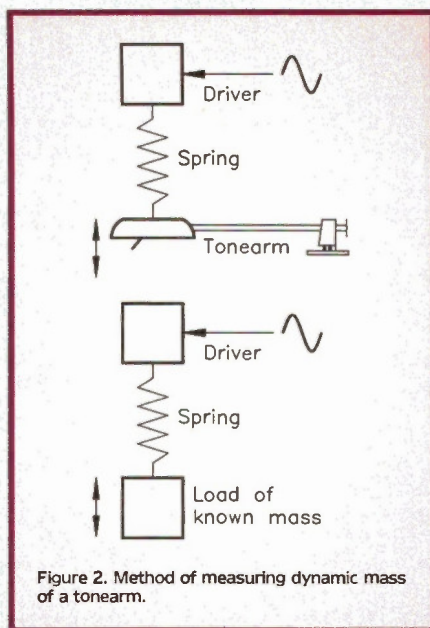 Driver
Spring
Tonearm
Driver
Spring
Load of
known mass
Figure 2. Method of measuring dynamic mass
of a tonearm.